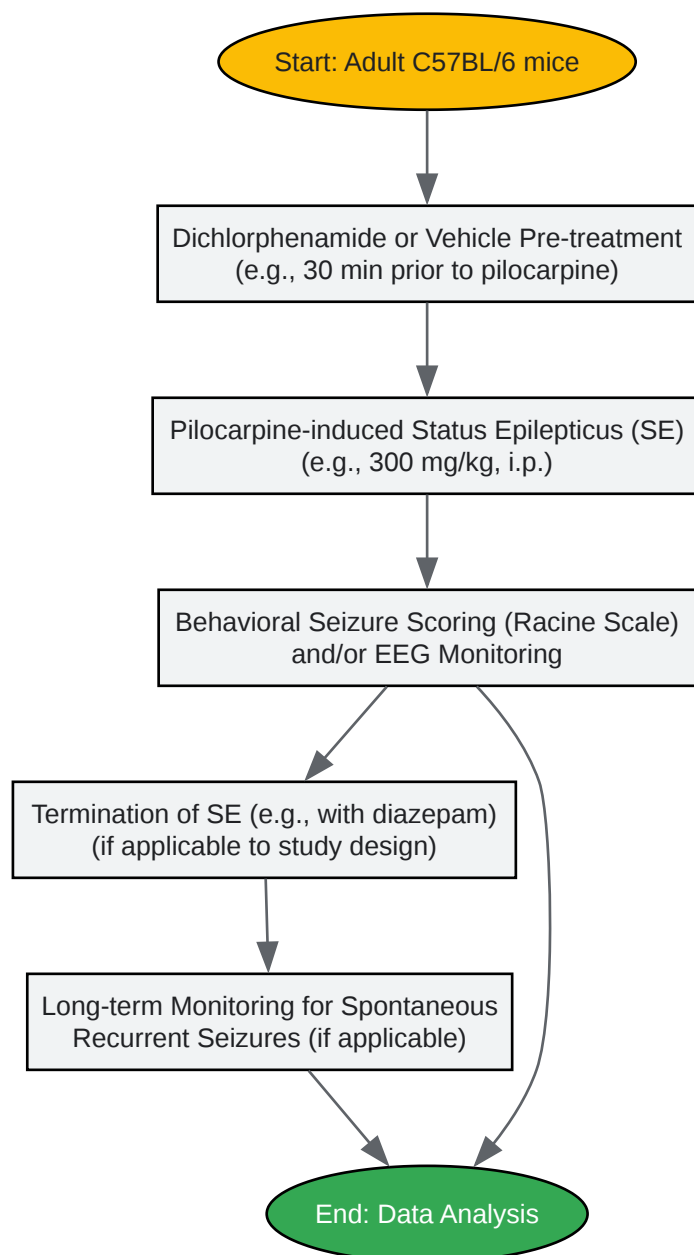 Start: Adult C57BL/6 mice
Dichlorphenamide or Vehicle Pre-treatment
(e.g., 30 min prior to pilocarpine)
Pilocarpine-induced Status Epilepticus (SE)
(e.g., 300 mg/kg, i.p.)
Behavioral Seizure Scoring (Racine Scale)
and/or EEG Monitoring
Termination of SE (e.g., with diazepam)
(if applicable to study design)
Long-term Monitoring for Spontaneous
Recurrent Seizures (if applicable)
End: Data Analysis